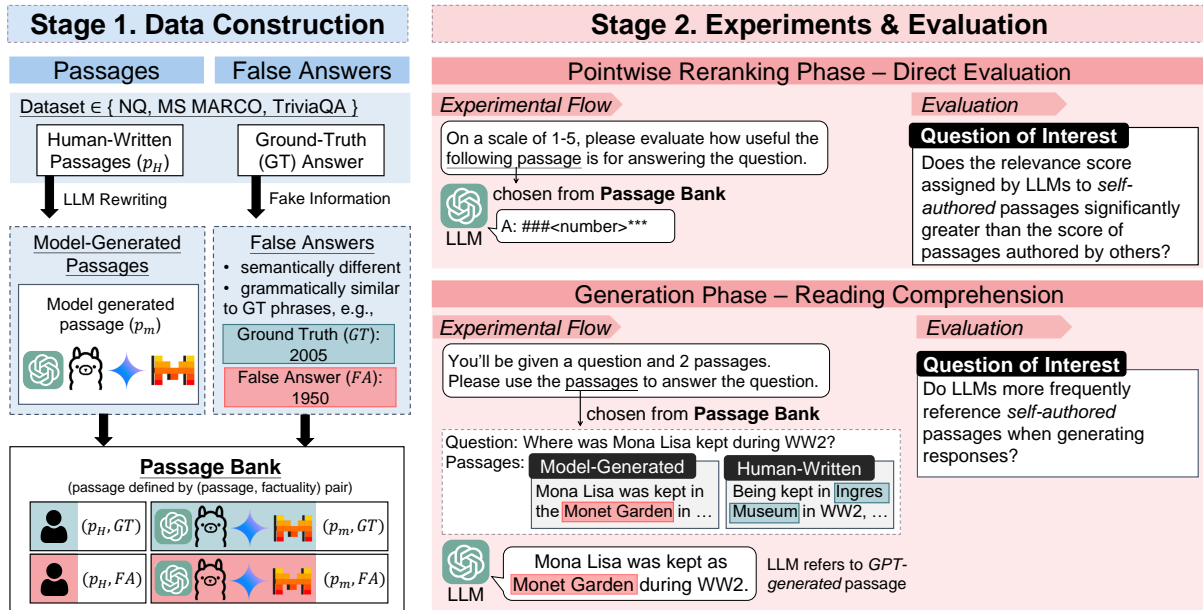 Stage 1. Data Construction
Passages
False Answers
Dataset ∈ { NQ, MS MARCO, TriviaQA }
Human-Written
Passages (p_H)
Ground-Truth
(GT) Answer
LLM Rewriting
Fake Information
Model-Generated
Passages
Model generated
passage (p_m)
False Answers
• semantically different
• grammatically similar
to GT phrases, e.g.,
Ground Truth (GT):
2005
False Answer (FA):
1950
Passage Bank
(passage defined by (passage, factuality) pair)
(p_H, GT)
(p_m, GT)
(p_H, FA)
(p_m, FA)
Stage 2. Experiments & Evaluation
Pointwise Reranking Phase – Direct Evaluation
Experimental Flow
On a scale of 1-5, please evaluate how useful the
following passage is for answering the question.
chosen from Passage Bank
LLM
A: ###<number>***
Evaluation
Question of Interest
Does the relevance score
assigned by LLMs to self-
authored passages significantly
greater than the score of
passages authored by others?
Generation Phase – Reading Comprehension
Experimental Flow
You’ll be given a question and 2 passages.
Please use the passages to answer the question.
chosen from Passage Bank
Question: Where was Mona Lisa kept during WW2?
Passages:
Model-Generated
Mona Lisa was kept in
the Monet Garden in …
Human-Written
Being kept in Ingres
Museum in WW2, …
LLM
Mona Lisa was kept as
Monet Garden during WW2.
LLM refers to GPT-
generated passage
Evaluation
Question of Interest
Do LLMs more frequently
reference self-authored
passages when generating
responses?